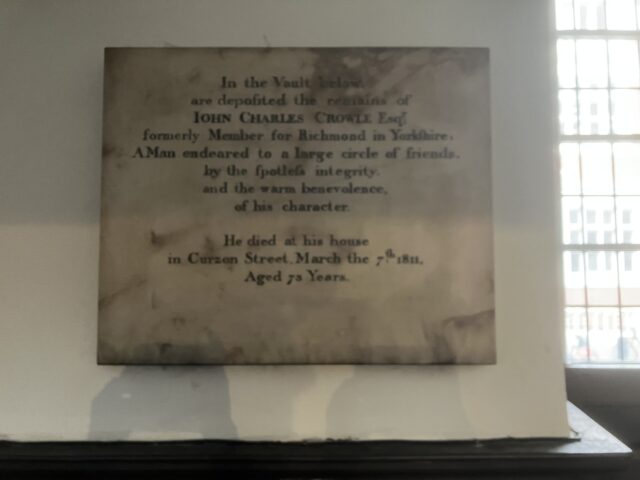 In the Vault below,
are depoſited the remains of
IOHN CHARLES CROWLE Esqr.
formerly Member for Richmond in Yorkſhire,
A Man endeared to a large circle of friends,
by the ſpotleſs integrity,
and the warm benevolence,
of his character.
He died at his house
in Curzon Street, March the 7th 1811,
Aged 73 Years.